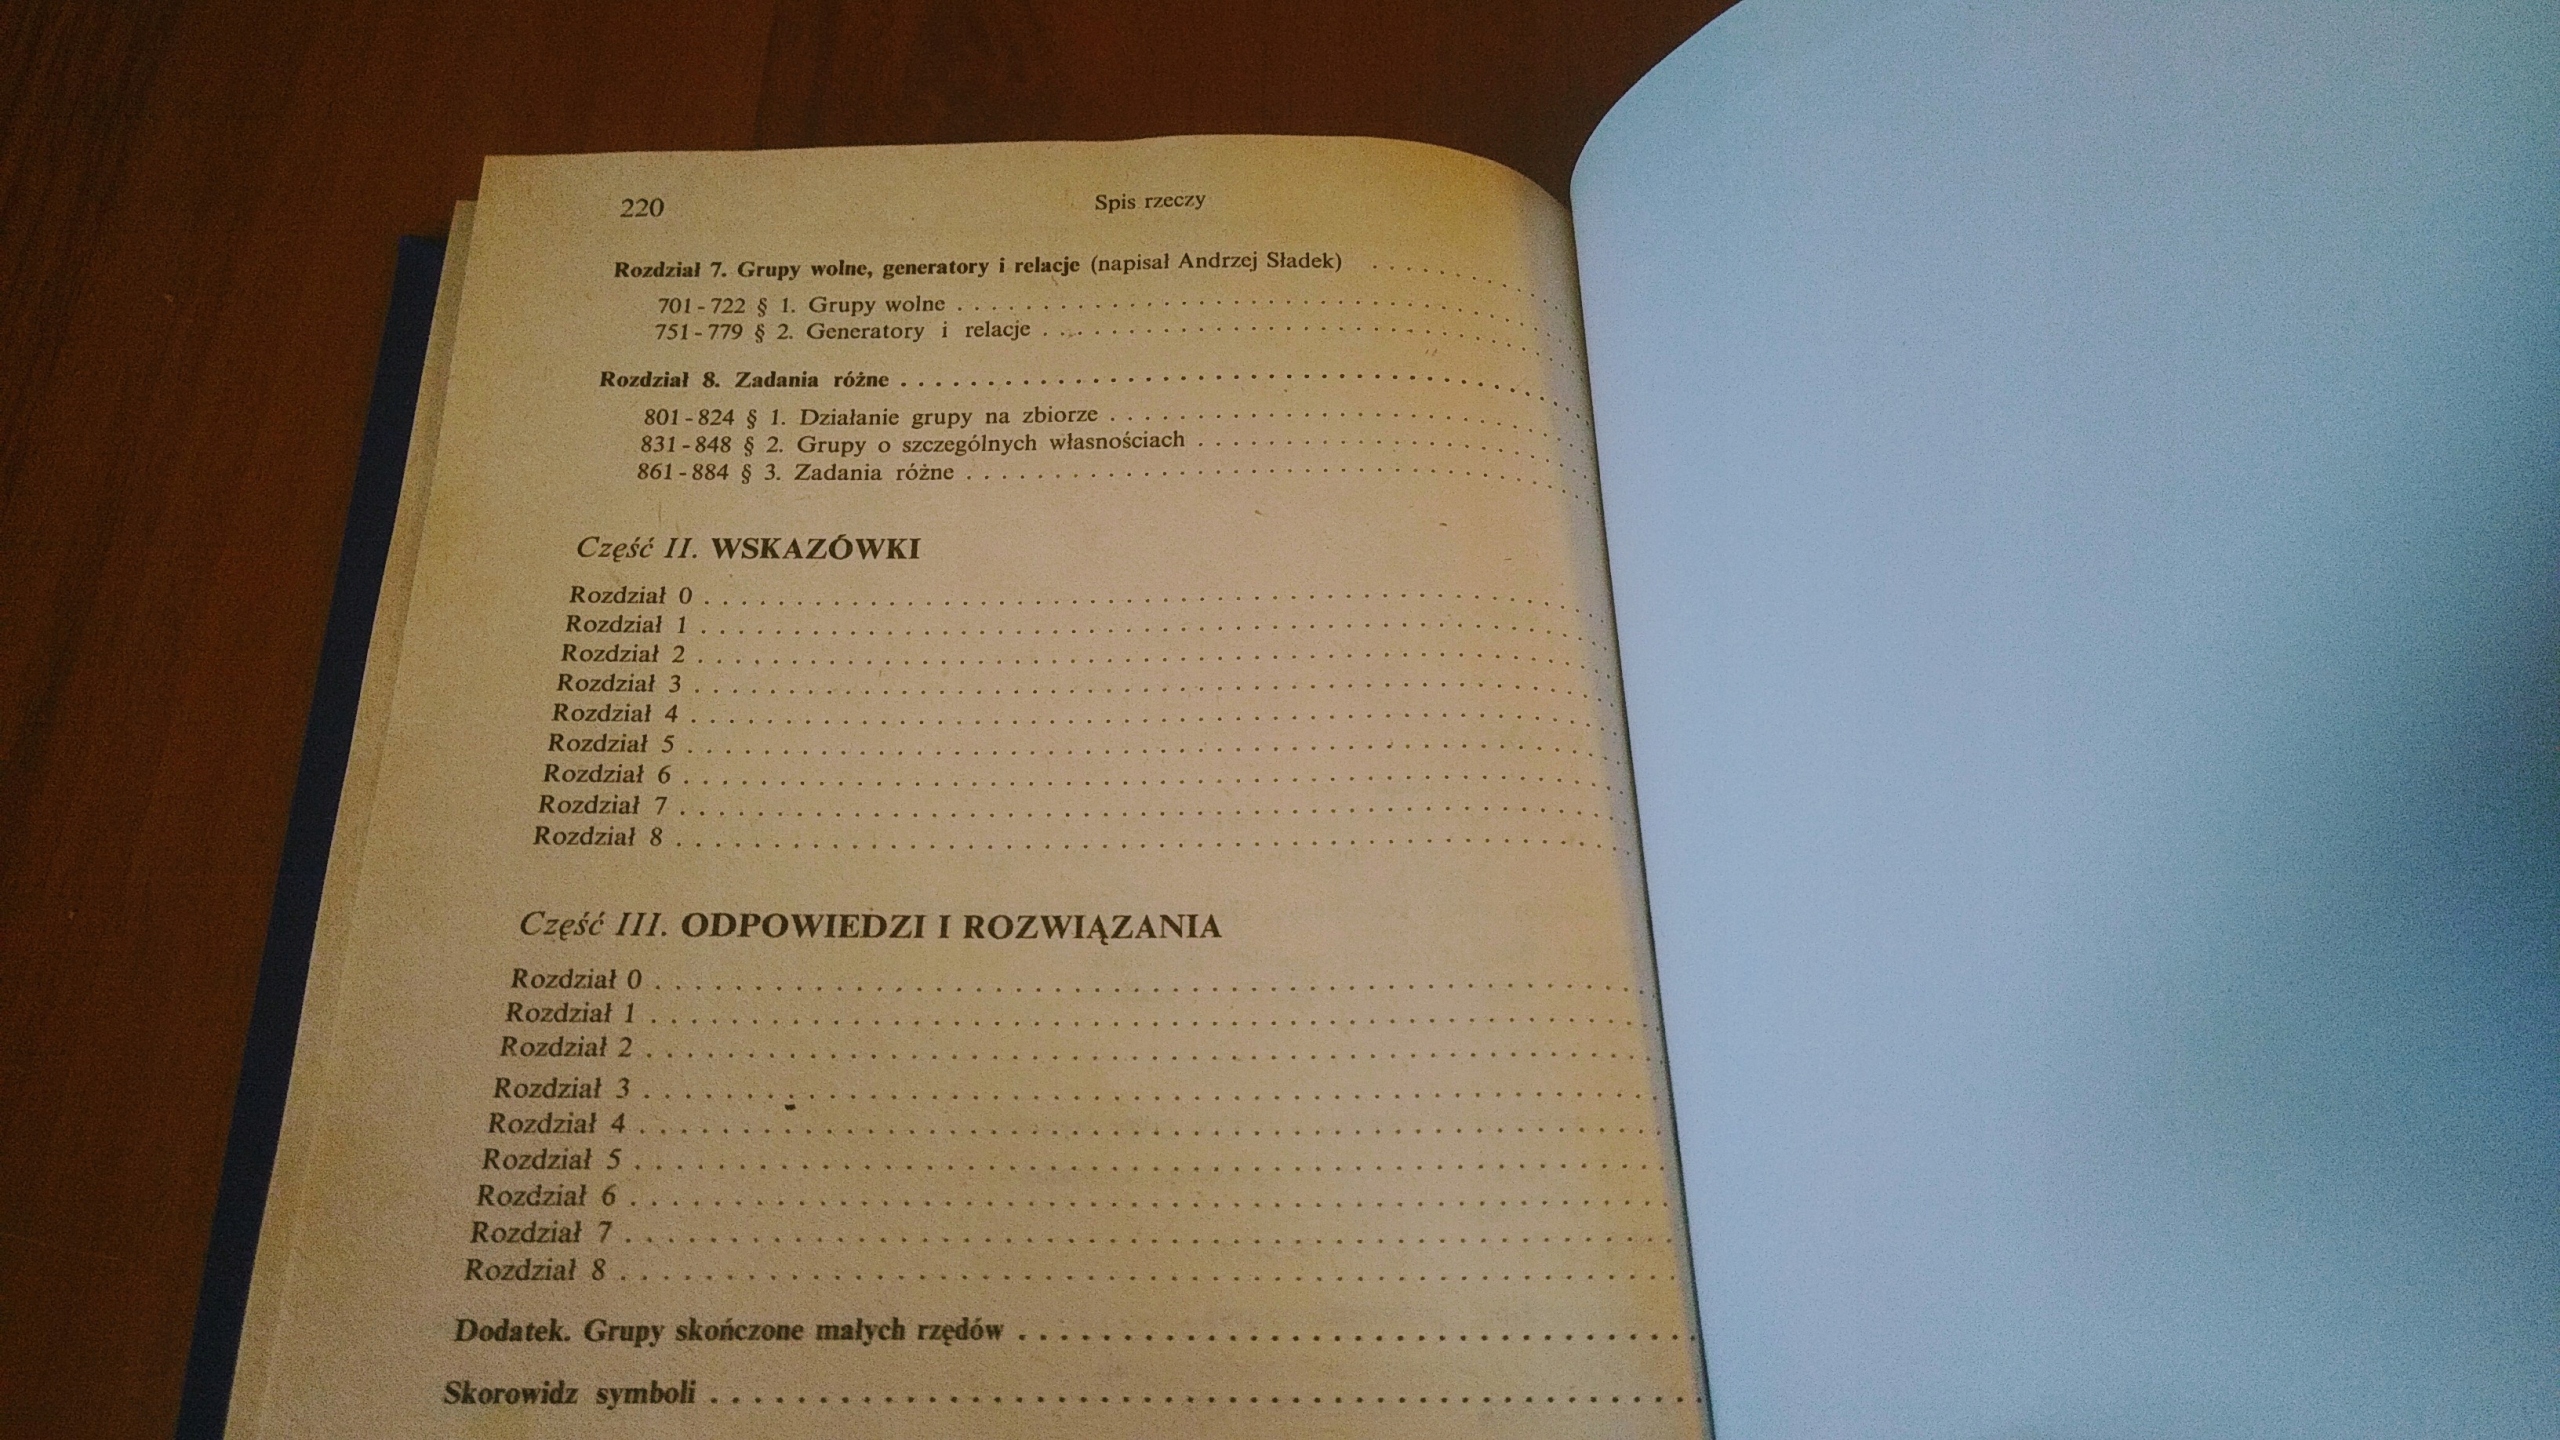 220 Spis rzeczy
Rozdział 7. Grupy wolne, generatory i relacje (napisał Andrzej Sładek) . . . . . . . . . .
701-722 § 1. Grupy wolne . . . . . . . . . . . . . . . . . . . .
751-779 § 2. Generatory i relacje . . . . . . . . . . . . . . . . . . . .
Rozdział 8. Zadania różne . . . . . . . . . . . . . . . . . . . .
801-824 § 1. Działanie grupy na zbiorze . . . . . . . . . . . . . . . . . . . .
831-848 § 2. Grupy o szczególnych własnościach . . . . . . . . . . . . . . . . . . . .
861-884 § 3. Zadania różne . . . . . . . . . . . . . . . . . . . .
Część II. WSKAZÓWKI
Rozdział 0 . . . . . . . . . . . . . . . . . . . .
Rozdział 1 . . . . . . . . . . . . . . . . . . . .
Rozdział 2 . . . . . . . . . . . . . . . . . . . .
Rozdział 3 . . . . . . . . . . . . . . . . . . . .
Rozdział 4 . . . . . . . . . . . . . . . . . . . .
Rozdział 5 . . . . . . . . . . . . . . . . . . . .
Rozdział 6 . . . . . . . . . . . . . . . . . . . .
Rozdział 7 . . . . . . . . . . . . . . . . . . . .
Rozdział 8 . . . . . . . . . . . . . . . . . . . .
Część III. ODPOWIEDZI I ROZWIĄZANIA
Rozdział 0 . . . . . . . . . . . . . . . . . . . .
Rozdział 1 . . . . . . . . . . . . . . . . . . . .
Rozdział 2 . . . . . . . . . . . . . . . . . . . .
Rozdział 3 . . . . . . . . . . . . . . . . . . . .
Rozdział 4 . . . . . . . . . . . . . . . . . . . .
Rozdział 5 . . . . . . . . . . . . . . . . . . . .
Rozdział 6 . . . . . . . . . . . . . . . . . . . .
Rozdział 7 . . . . . . . . . . . . . . . . . . . .
Rozdział 8 . . . . . . . . . . . . . . . . . . . .
Dodatek. Grupy skończone małych rzędów . . . . . . . . . . . . . . . . . . . .
Skorowidz symboli . . . . . . . . . . . . . . . . . . . .